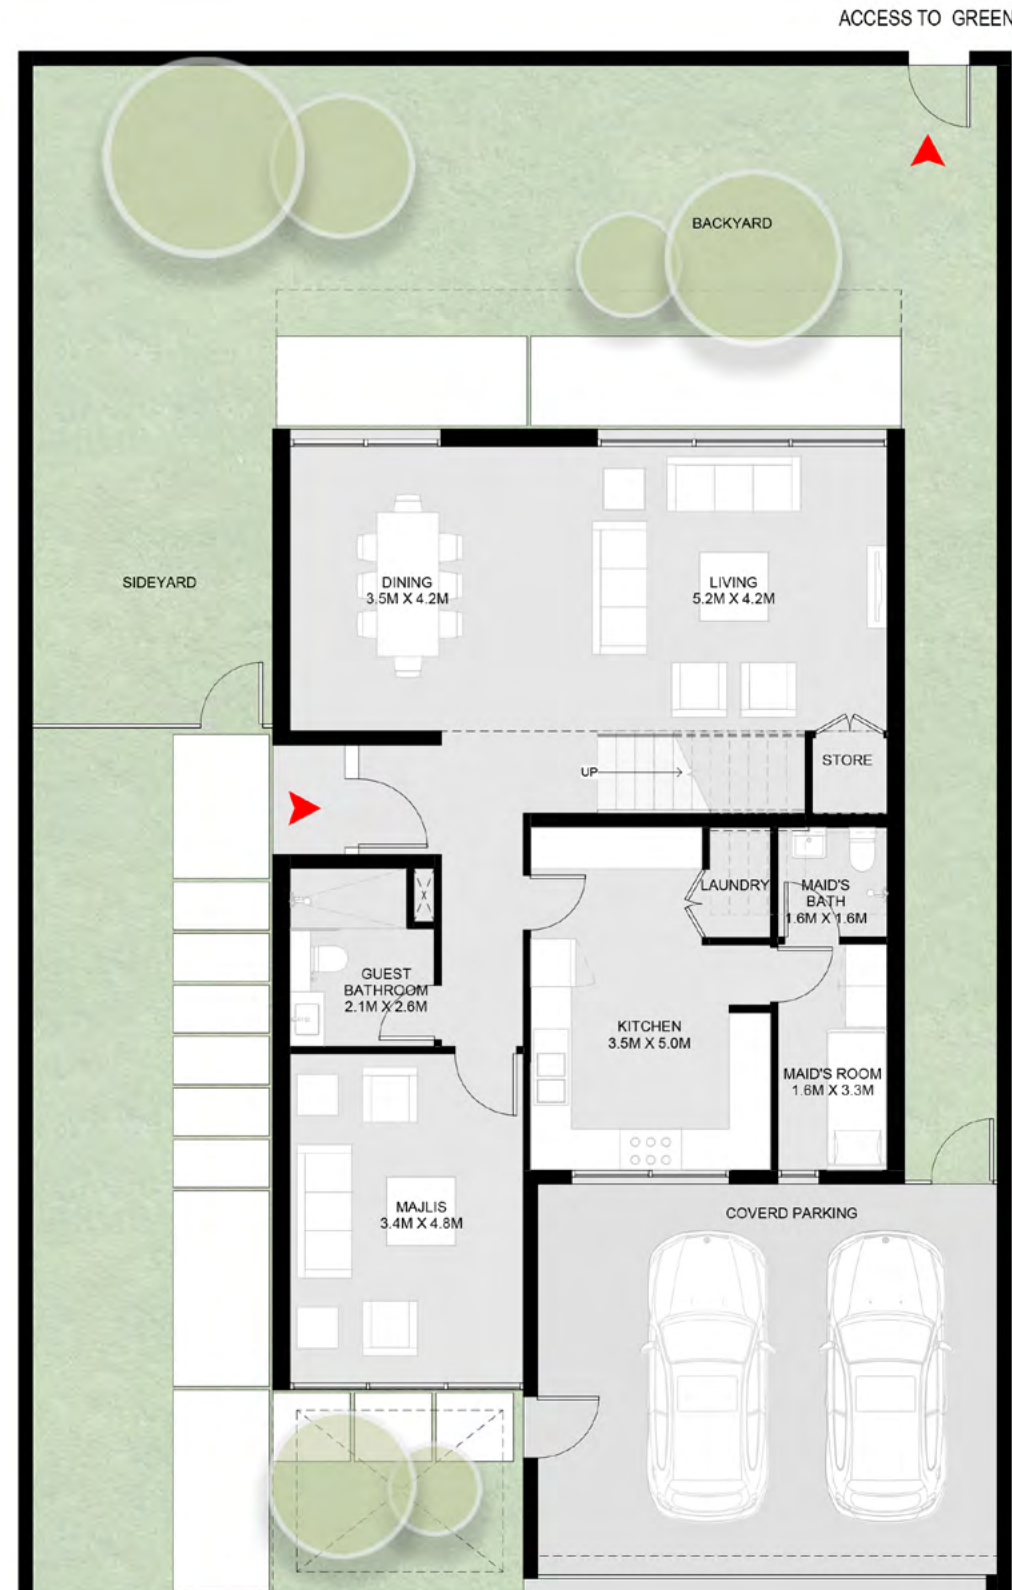 ACCESS TO GREEN
BACKYARD
SIDEYARD
DINING
3.5M X 4.2M
LIVING
5.2M X 4.2M
UP
STORE
LAUNDRY
MAID'S
BATH
1.6M X 1.6M
GUEST
BATHROOM
2.1M X 2.6M
KITCHEN
3.5M X 5.0M
MAID'S ROOM
1.6M X 3.3M
MAJLIS
3.4M X 4.8M
COVERD PARKING